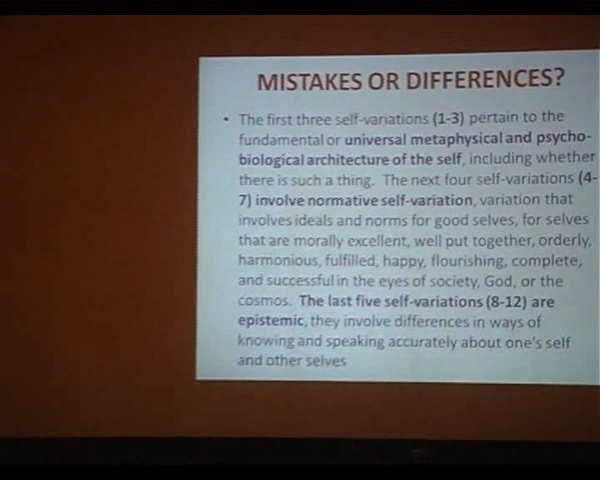 MISTAKES OR DIFFERENCES?
• The first three self-variations (1-3) pertain to the
fundamental or universal metaphysical and psycho-
biological architecture of the self, including whether
there is such a thing. The next four self-variations (4-
7) involve normative self-variation, variation that
involves ideals and norms for good selves, for selves
that are morally excellent, well put together, orderly,
harmonious, fulfilled, happy, flourishing, complete,
and successful in the eyes of society, God, or the
cosmos. The last five self-variations (8-12) are
epistemic, they involve differences in ways of
knowing and speaking accurately about one's self
and other selves